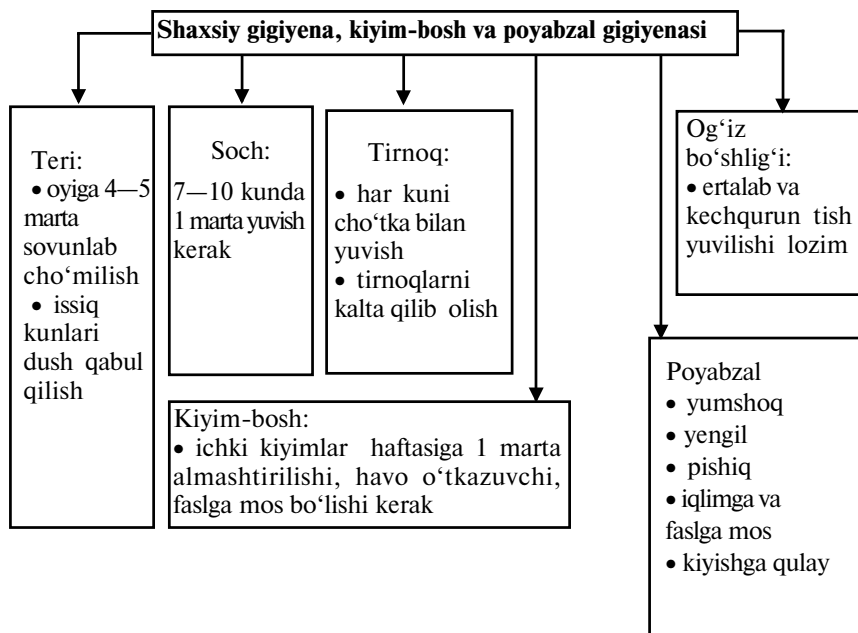 Shaxsiy gigiyena, kiyim-bosh va poyabzal gigiyenasi
Teri:
• oyiga 4—5
marta
sovunlab
cho‘milish
• issiq
kunlari
dush qabul
qilish
Soch:
7—10 kunda
1 marta yuvish
kerak
Tirnoq:
• har kuni
cho‘tka bilan
yuvish
• tirnoqlarni
kalta qilib olish
Og‘iz
bo‘shlig‘i:
• ertalab va
kechqurun tish
yuvilishi lozim
Kiyim-bosh:
• ichki kiyimlar haftasiga 1 marta
almashtirilishi, havo o‘tkazuvchi,
faslga mos bo‘lishi kerak
Poyabzal
• yumshoq
• yengil
• pishiq
• iqlimga va
faslga mos
• kiyishga qulay